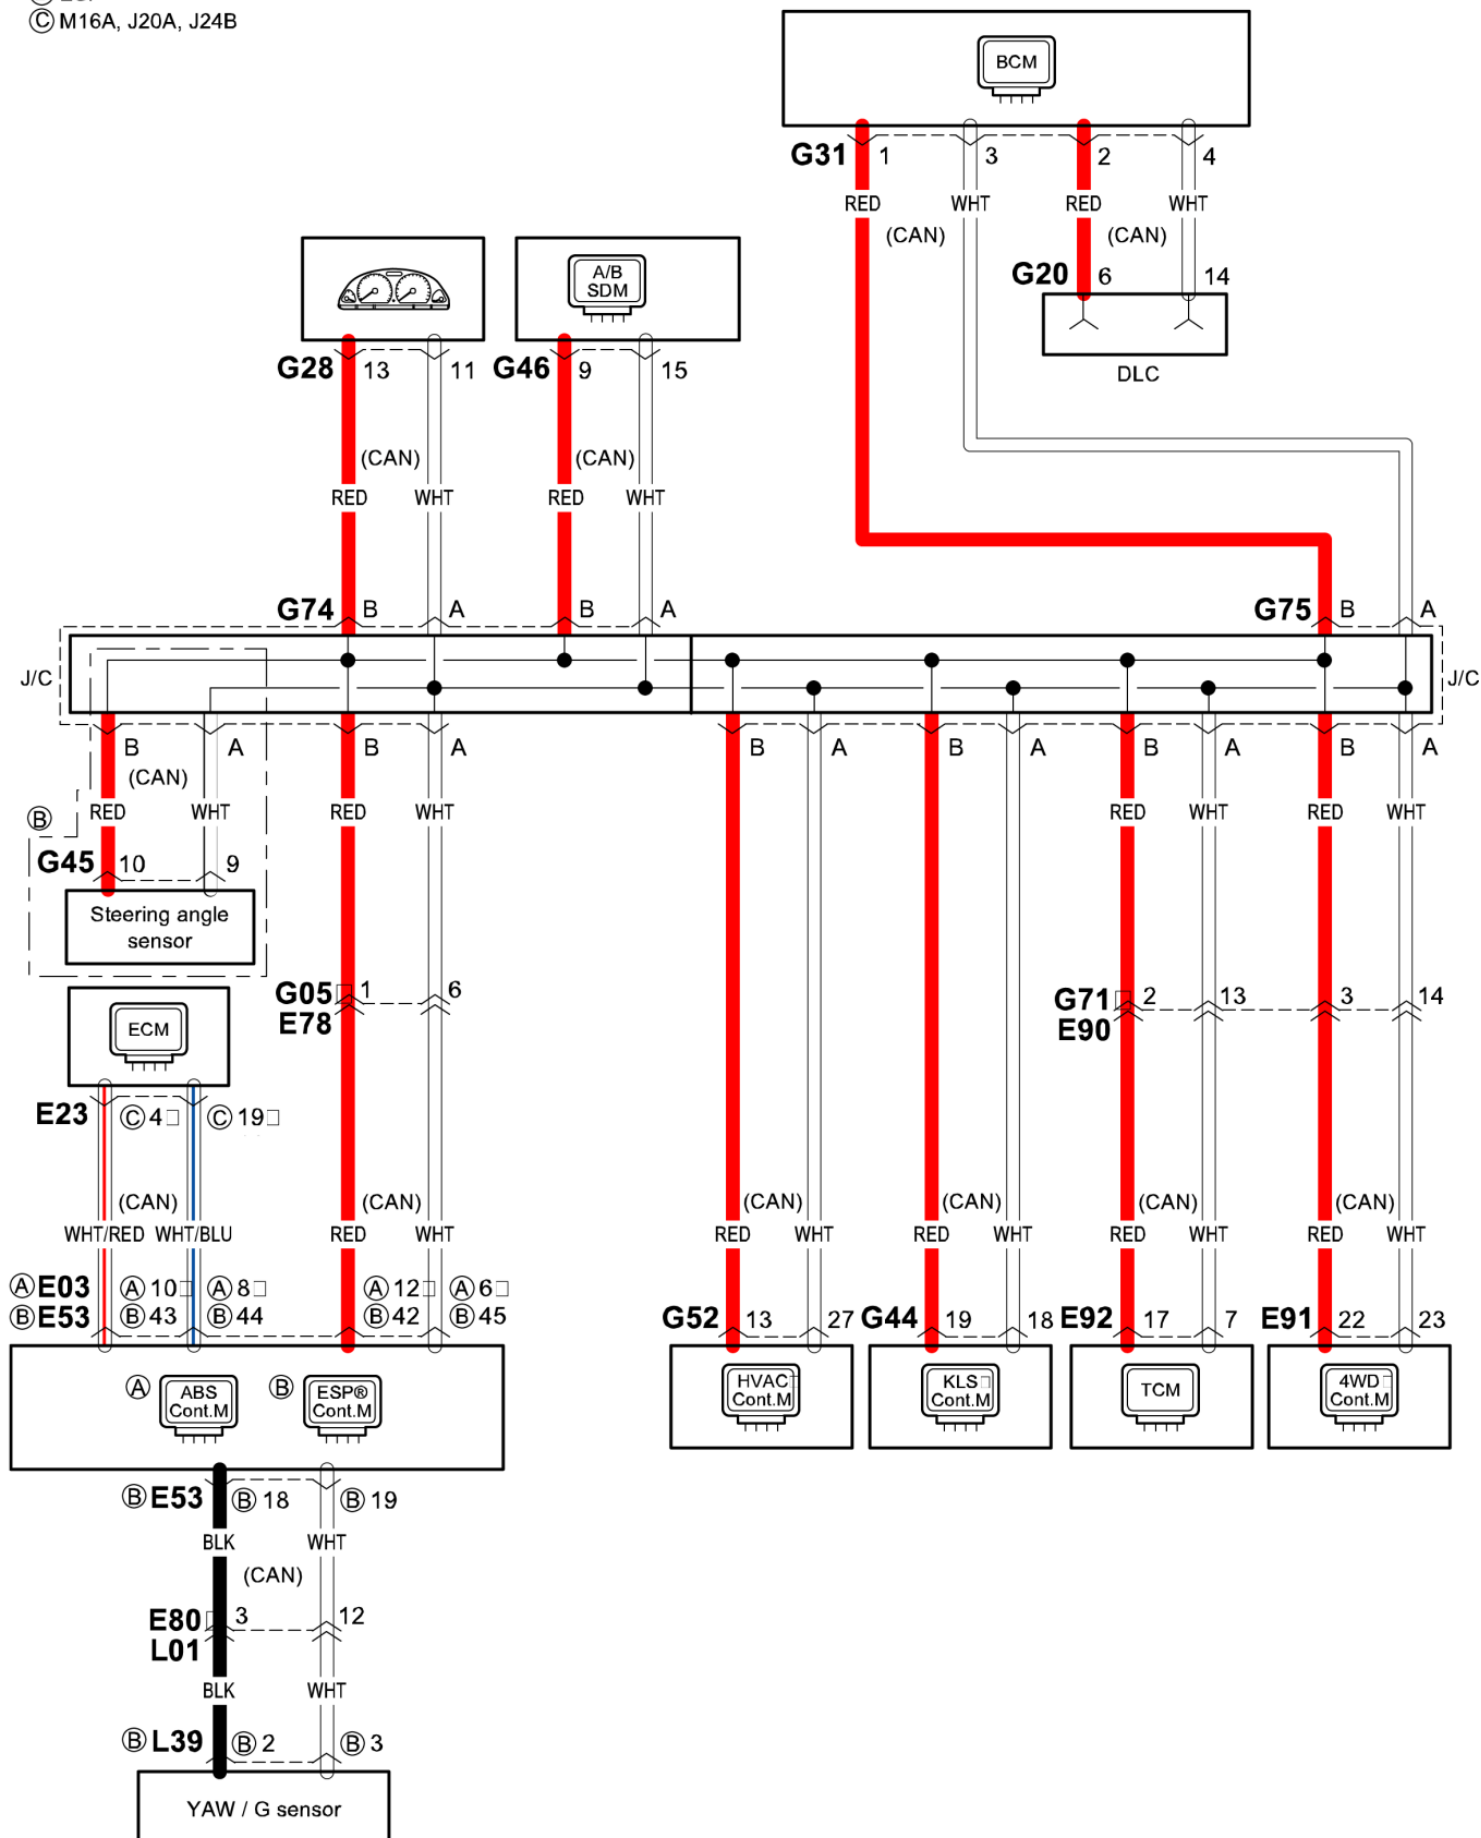 Ⓒ M16A, J20A, J24B
BCM
G31 1 3 2 4
RED WHT RED WHT
(CAN) (CAN)
G20 6 14
DLC
A/B
SDM
G28 13 11 G46 9 15
(CAN) (CAN)
RED WHT RED WHT
G74 B A B A G75 B A
J/C J/C
B A B A B A B A B A B A
(CAN)
Ⓑ RED WHT RED WHT RED WHT RED WHT
G45 10 9
Steering angle
sensor
G05 1 6 G71 2 13 3 14
E78 E90
ECM
E23 Ⓒ 4 Ⓒ 19
(CAN) (CAN) (CAN) (CAN) (CAN) (CAN)
WHT/RED WHT/BLU RED WHT RED WHT RED WHT RED WHT RED WHT
Ⓐ E03 Ⓐ 10 Ⓐ 8 Ⓐ 12 Ⓐ 6
Ⓑ E53 Ⓑ 43 Ⓑ 44 Ⓑ 42 Ⓑ 45
G52 13 27 G44 19 18 E92 17 7 E91 22 23
Ⓐ ABS
Cont.M
Ⓑ ESP®
Cont.M
HVAC
Cont.M
KLS
Cont.M
TCM
4WD
Cont.M
Ⓑ E53 Ⓑ 18 Ⓑ 19
BLK WHT
(CAN)
E80 3 12
L01
BLK WHT
Ⓑ L39 Ⓑ 2 Ⓑ 3
YAW / G sensor